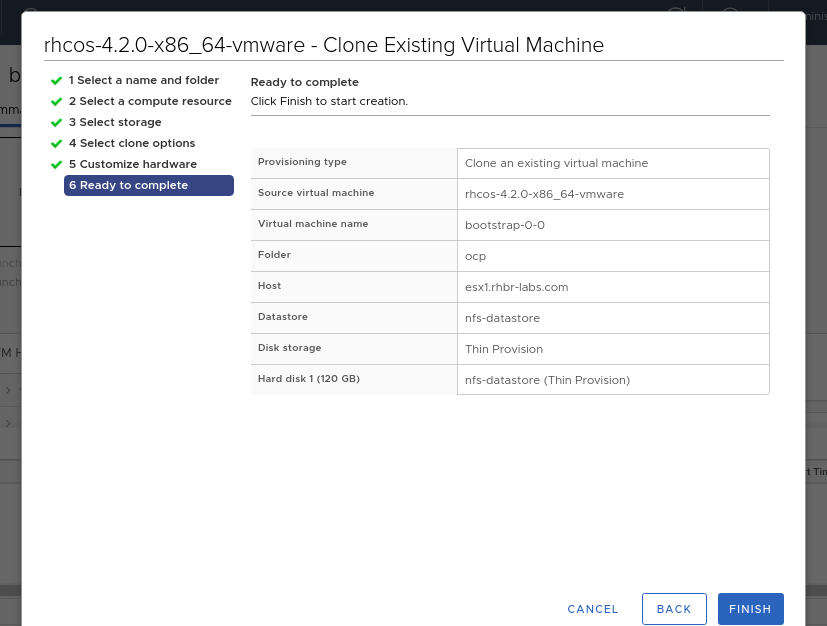 rhcos-4.2.0-x86_64-vmware - Clone Existing Virtual Machine
1 Select a name and folder
2 Select a compute resource
3 Select storage
4 Select clone options
5 Customize hardware
6 Ready to complete
Ready to complete
Click Finish to start creation.
Provisioning type Clone an existing virtual machine
Source virtual machine rhcos-4.2.0-x86_64-vmware
Virtual machine name bootstrap-0-0
Folder ocp
Host esx1.rhbr-labs.com
Datastore nfs-datastore
Disk storage Thin Provision
Hard disk 1 (120 GB) nfs-datastore (Thin Provision)
CANCEL BACK FINISH